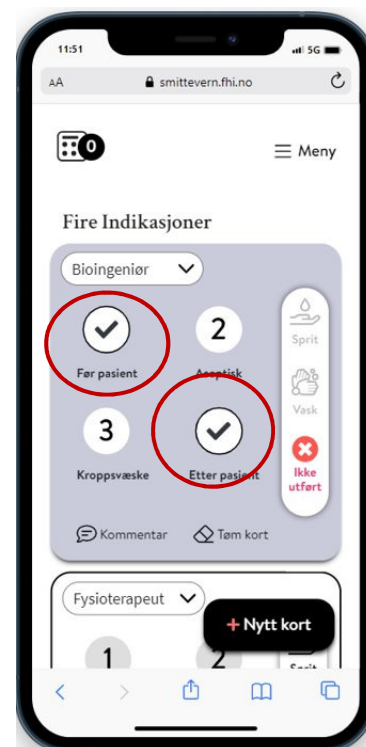 11:51
5G
AA
smittevern.fhi.no
0
Meny
Fire Indikasjoner
Bioingeniør
2
Sprit
Før pasient
Aseptisk
Vask
3
Ikke
utført
Kroppsvæske
Etter pasient
Kommentar
Tøm kort
Fysioterapeut
+ Nytt kort
1
2
Sprit